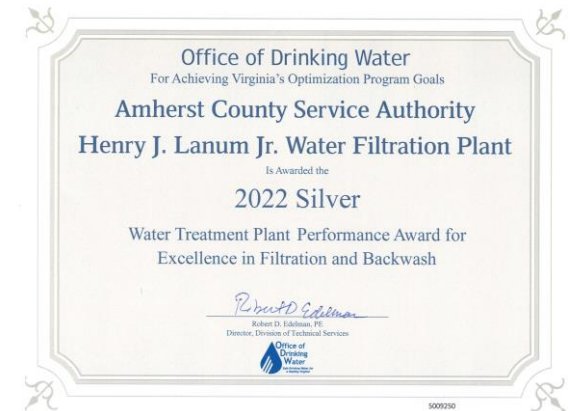 Office of Drinking Water
For Achieving Virginia's Optimization Program Goals
Amherst County Service Authority
Henry J. Lanum Jr. Water Filtration Plant
Is Awarded the
2022 Silver
Water Treatment Plant Performance Award for
Excellence in Filtration and Backwash
Robert D Edelman
Robert D. Edelman, PE
Director, Division of Technical Services
Office of
Drinking
Water
5009250